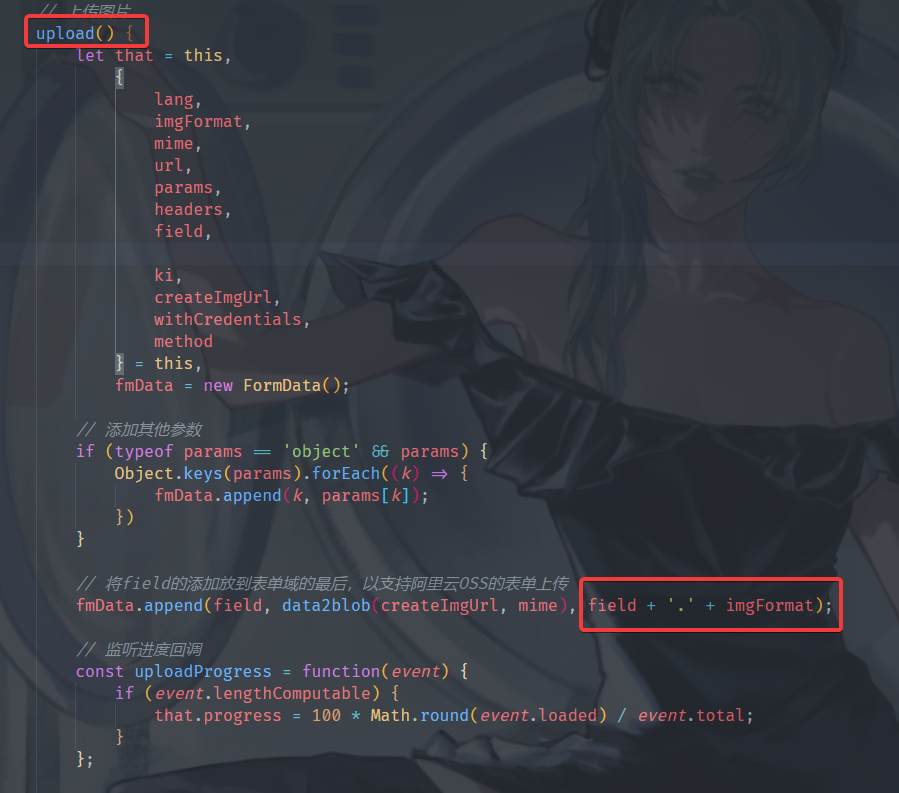 // 上传图片
upload() {
let that = this,
{
lang,
imgFormat,
mime,
url,
params,
headers,
field,
ki,
createImgUrl,
withCredentials,
method
} = this,
fmData = new FormData();
// 添加其他参数
if (typeof params == 'object' && params) {
Object.keys(params).forEach((k) => {
fmData.append(k, params[k]);
})
}
// 将field的添加放到表单域的最后，以支持阿里云OSS的表单上传
fmData.append(field, data2blob(createImgUrl, mime), field + '.' + imgFormat);
// 监听进度回调
const uploadProgress = function(event) {
if (event.lengthComputable) {
that.progress = 100 * Math.round(event.loaded) / event.total;
}
};